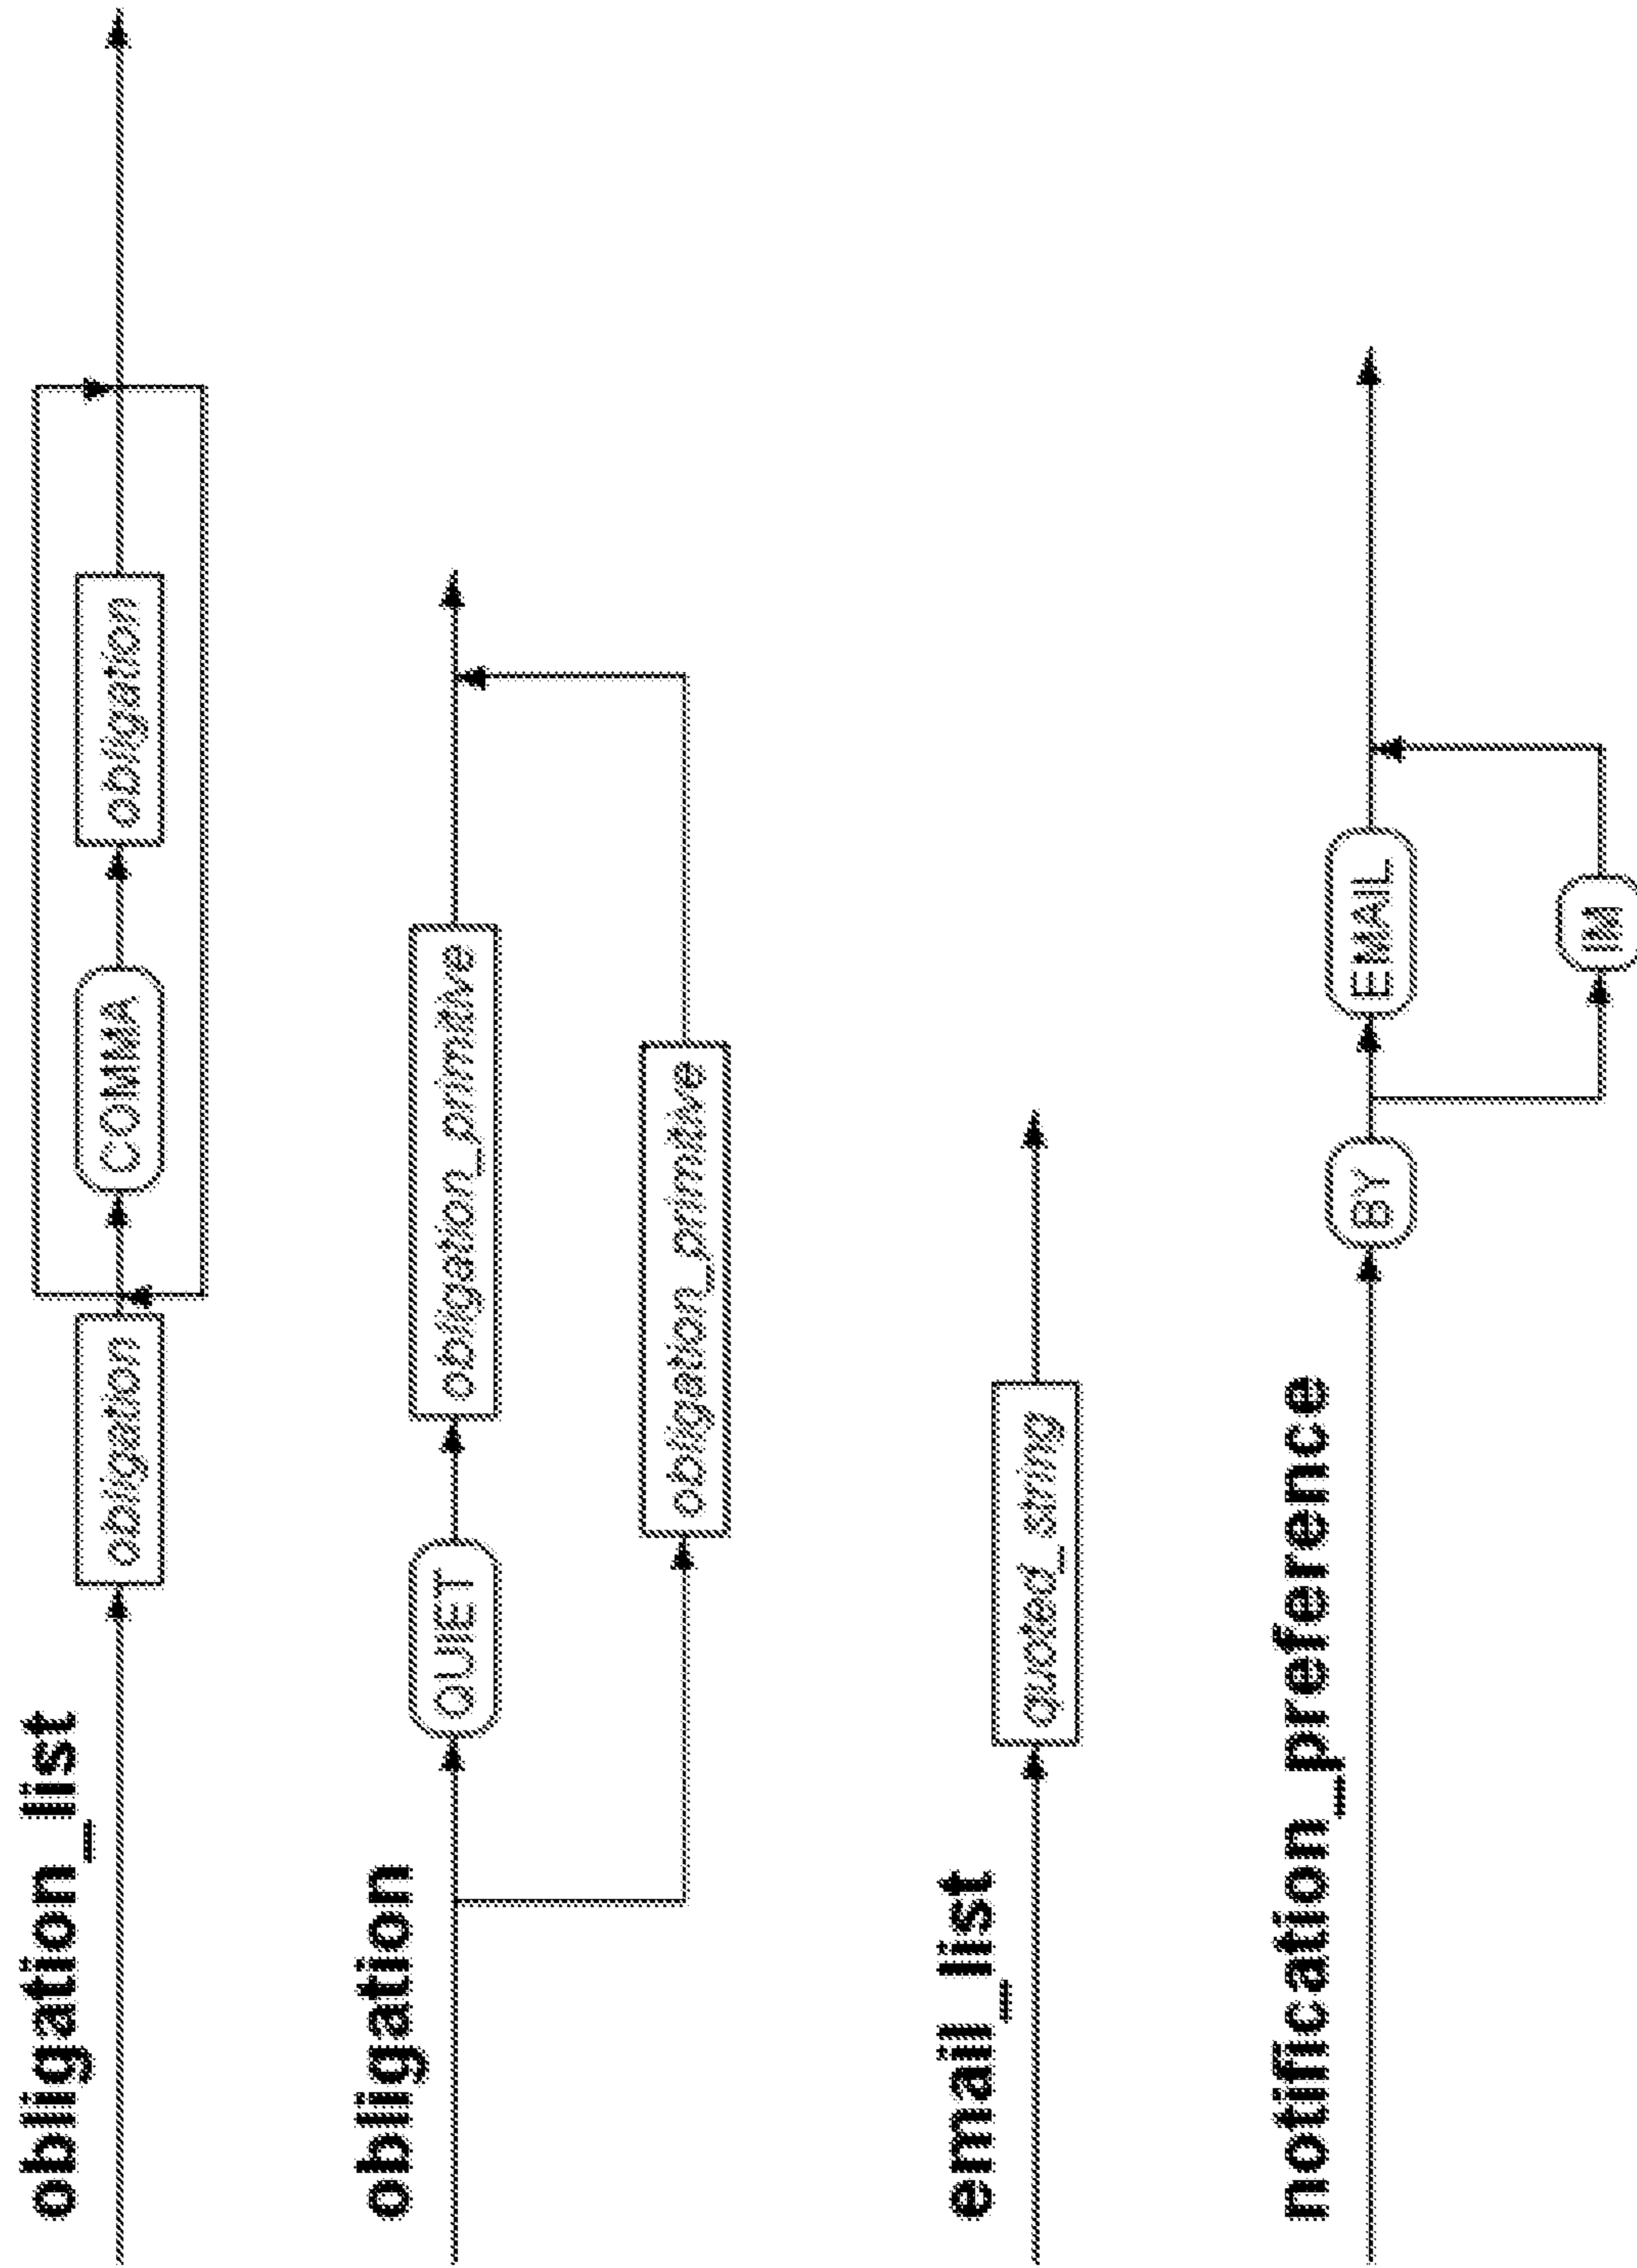 obligation_list
obligation COMMA obligation
obligation
QUIET obligation_primitive
obligation_primitive
email_list
quoted_string
notification_preference
BY EMAIL
IM